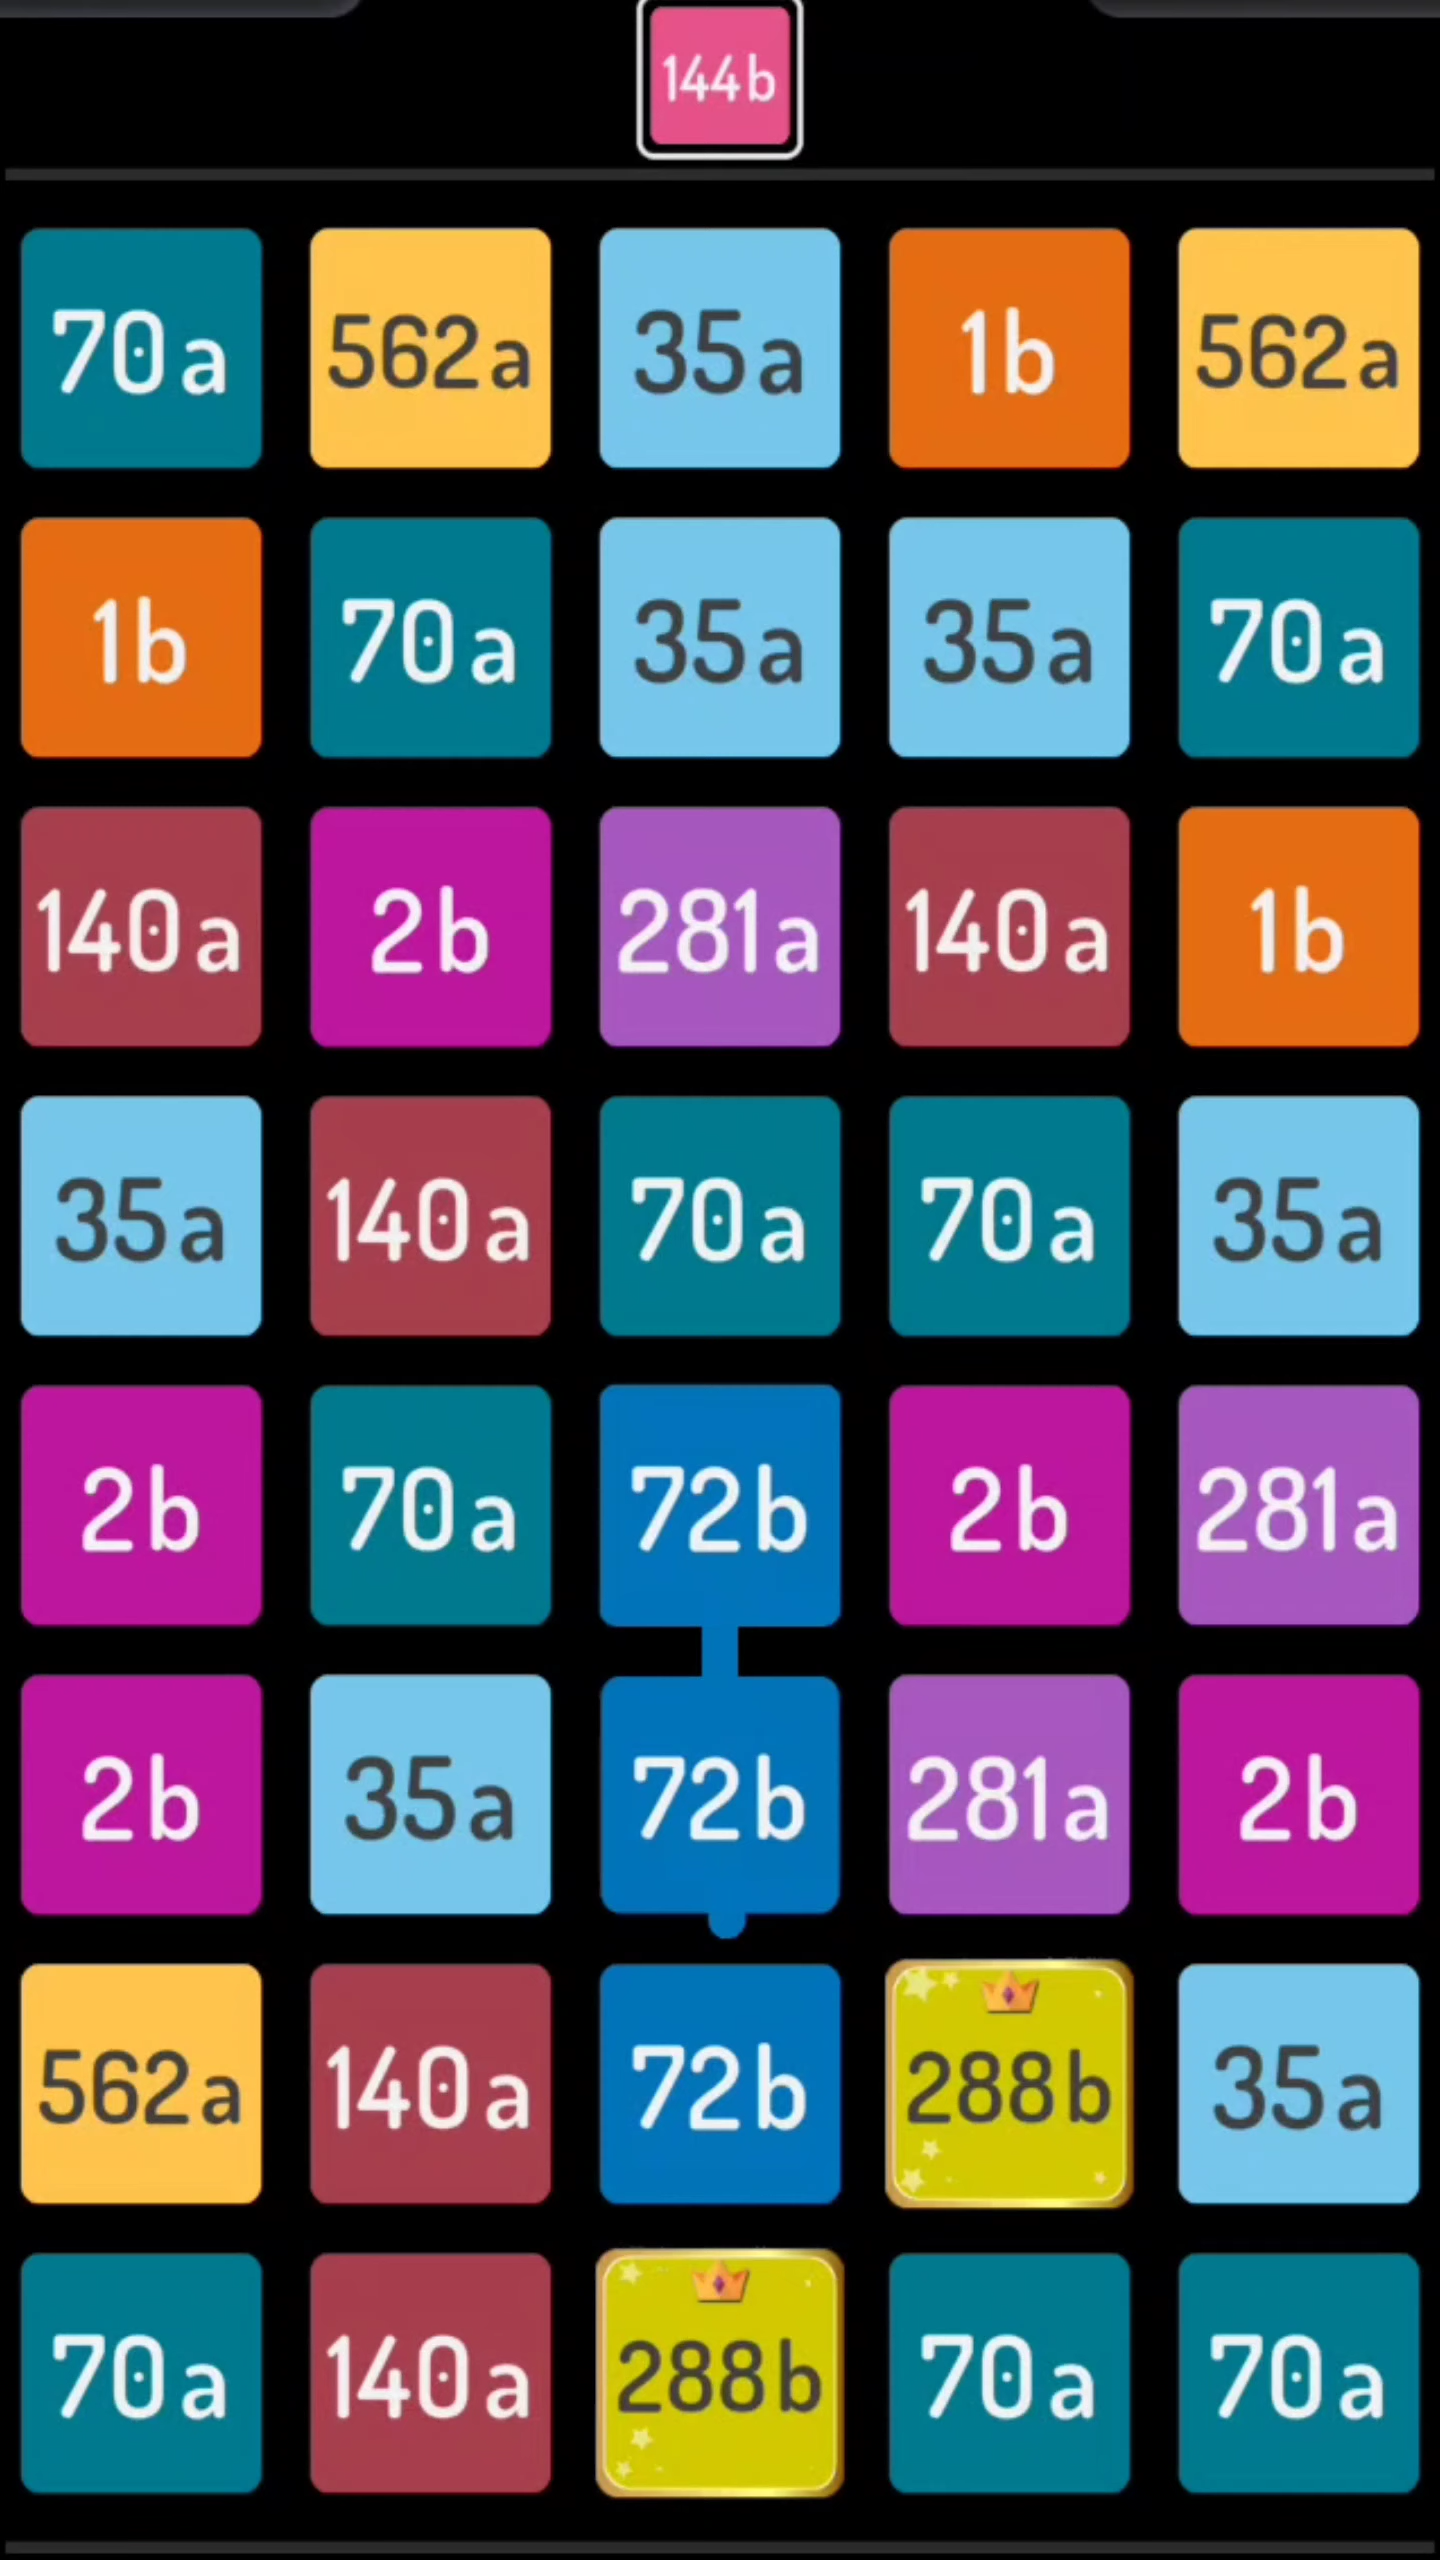 144b
70a 562a 35a 1b 562a
1b 70a 35a 35a 70a
140a 2b 281a 140a 1b
35a 140a 70a 70a 35a
2b 70a 72b 2b 281a
2b 35a 72b 281a 2b
562a 140a 72b 288b 35a
70a 140a 288b 70a 70a